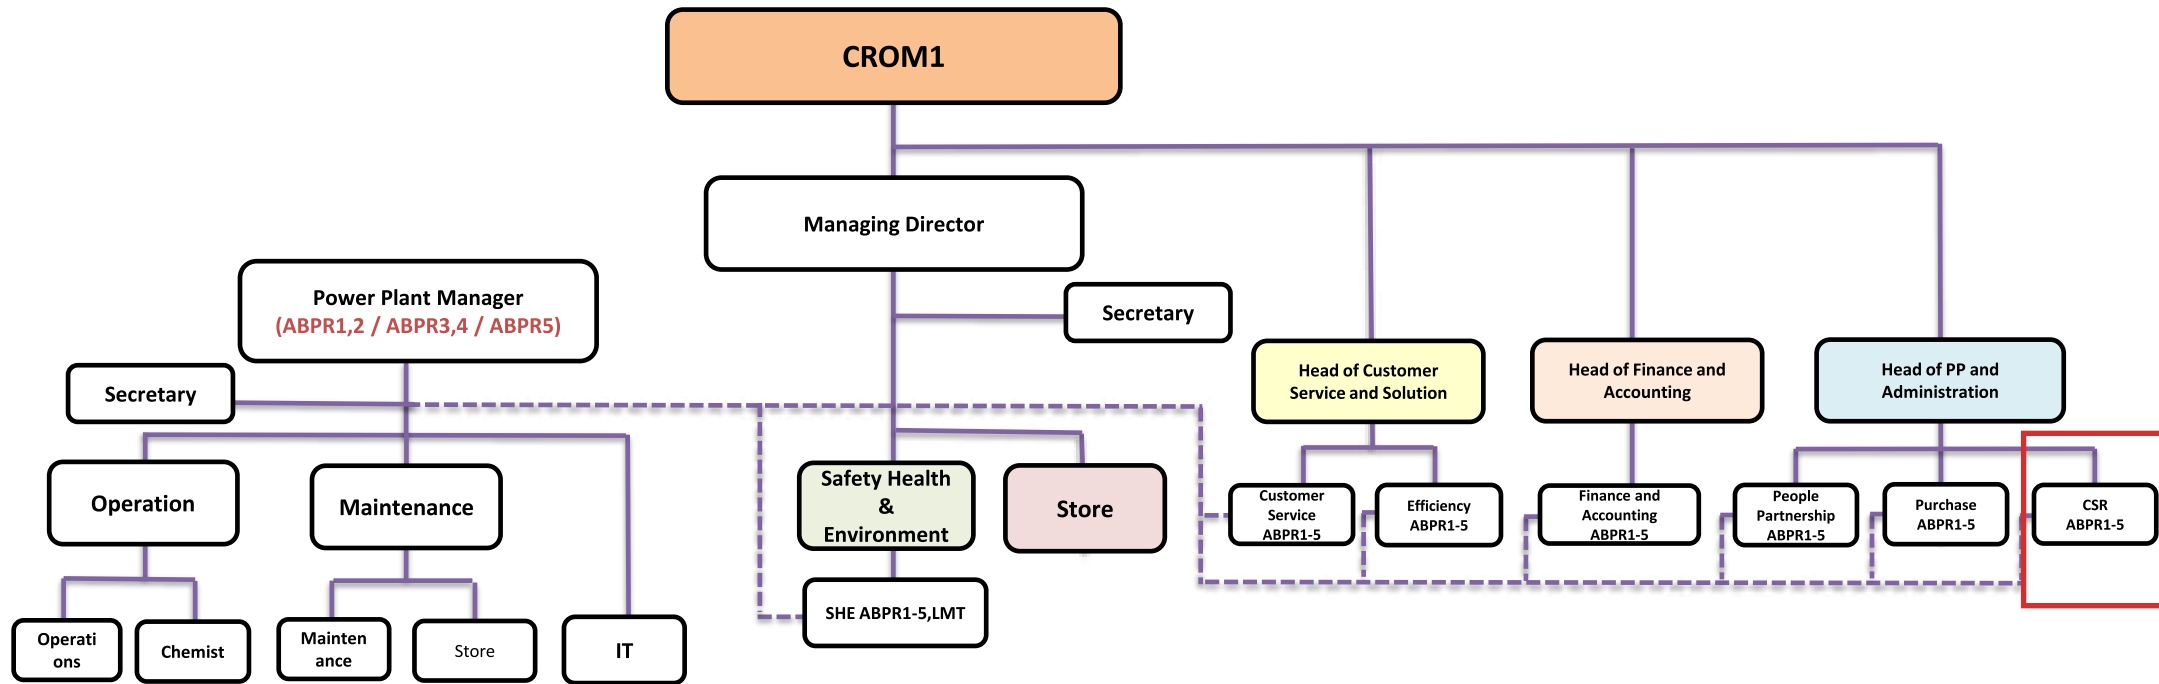 CROM1
Managing Director
Power Plant Manager
(ABPR1,2 / ABPR3,4 / ABPR5)
Secretary
Secretary
Head of Customer
Service and Solution
Head of Finance and
Accounting
Head of PP and
Administration
Operation
Maintenance
Safety Health
&
Environment
Store
Customer
Service
ABPR1-5
Efficiency
ABPR1-5
Finance and
Accounting
ABPR1-5
People
Partnership
ABPR1-5
Purchase
ABPR1-5
CSR
ABPR1-5
Operati
ons
Chemist
Mainten
ance
Store
IT
SHE ABPR1-5,LMT